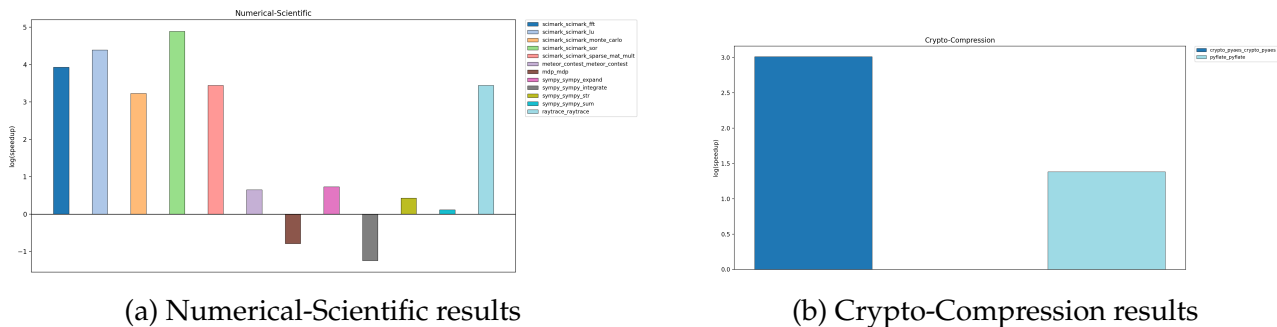 Numerical-Scientific
5
4
3
2
1
0
−1
log(speedup)
scimark_scimark_fft
scimark_scimark_lu
scimark_scimark_monte_carlo
scimark_scimark_sor
scimark_scimark_sparse_mat_mult
meteor_contest_meteor_contest
mdp_mdp
sympy_sympy_expand
sympy_sympy_integrate
sympy_sympy_str
sympy_sympy_sum
raytrace_raytrace
(a) Numerical-Scientific results
Crypto-Compression
3.0
2.5
2.0
1.5
1.0
0.5
0.0
log(speedup)
crypto_pyaes_crypto_pyaes
pyflate_pyflate
(b) Crypto-Compression results